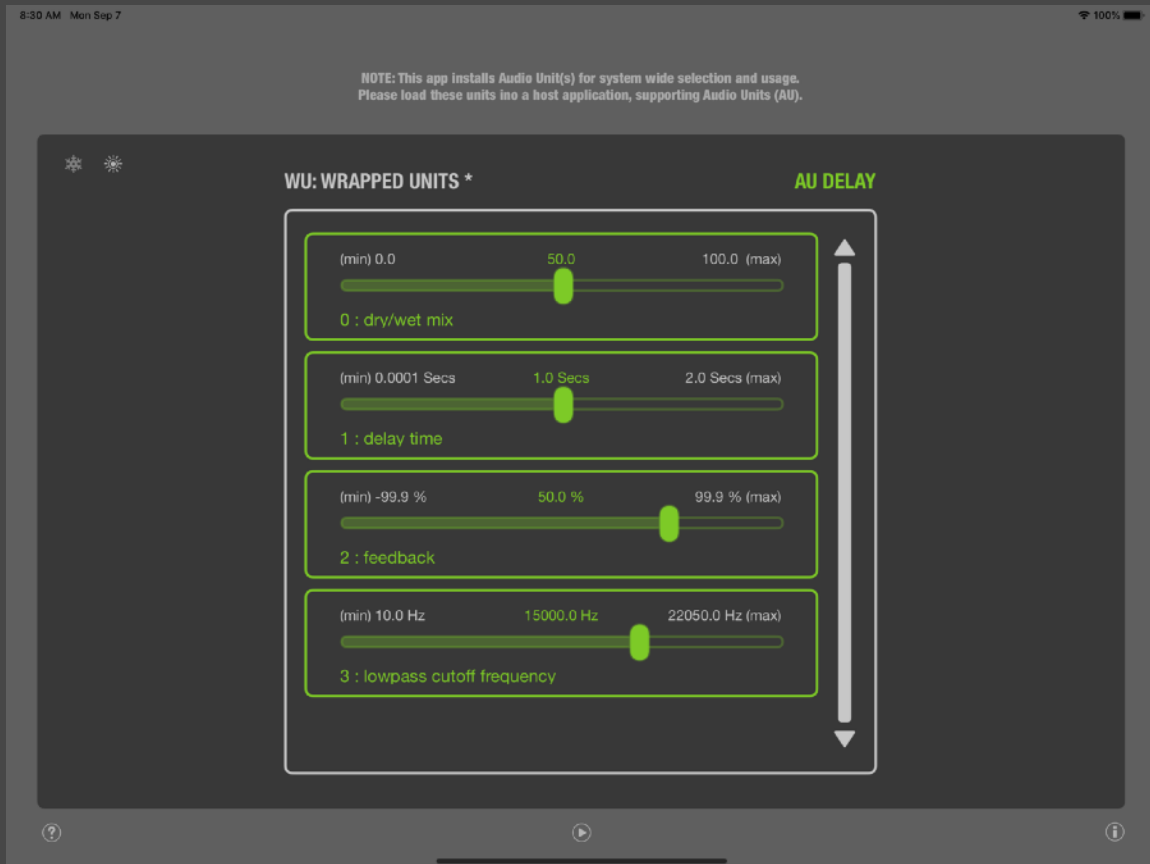 8:30 AM Mon Sep 7
100%
NOTE: This app installs Audio Unit(s) for system wide selection and usage.
Please load these units ino a host application, supporting Audio Units (AU).
WU: WRAPPED UNITS *
AU DELAY
(min) 0.0 50.0 100.0 (max)
0 : dry/wet mix
(min) 0.0001 Secs 1.0 Secs 2.0 Secs (max)
1 : delay time
(min) -99.9 % 50.0 % 99.9 % (max)
2 : feedback
(min) 10.0 Hz 15000.0 Hz 22050.0 Hz (max)
3 : lowpass cutoff frequency